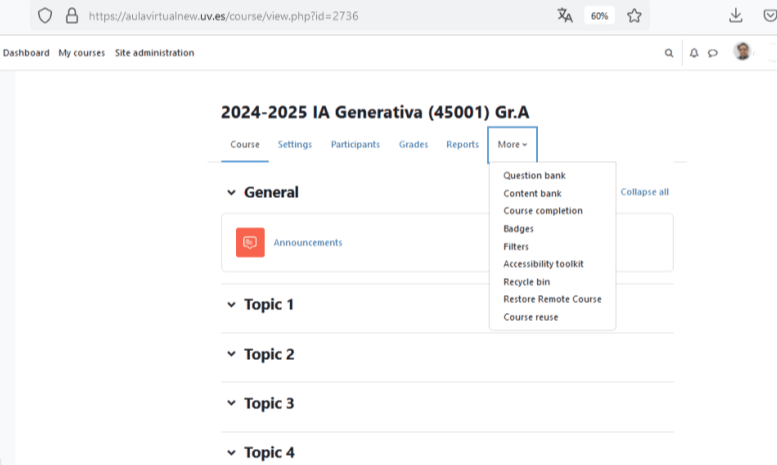 https://aulavirtualnew.uv.es/course/view.php?id=2736
60%
Dashboard My courses Site administration
2024-2025 IA Generativa (45001) Gr.A
Course Settings Participants Grades Reports More
Question bank
Content bank
Course completion
Badges
Filters
Accessibility toolkit
Recycle bin
Restore Remote Course
Course reuse
General
Collapse all
Announcements
Topic 1
Topic 2
Topic 3
Topic 4